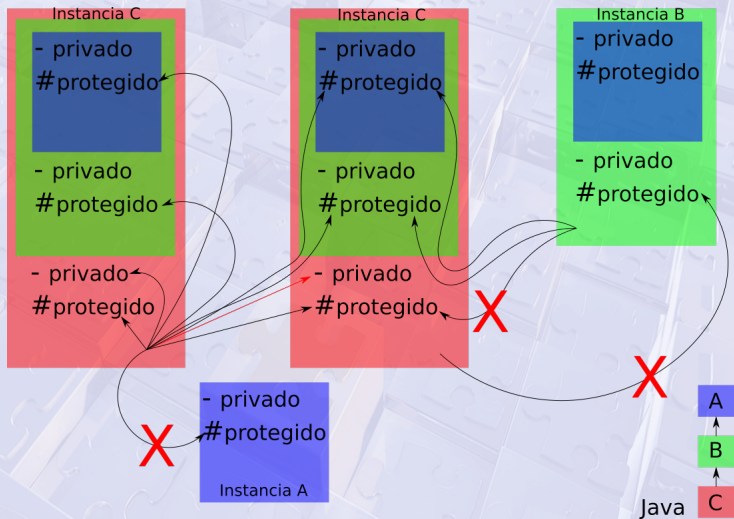 Instancia C
- privado
#protegido
- privado
#protegido
- privado
#protegido
Instancia C
- privado
#protegido
- privado
#protegido
- privado
#protegido
Instancia B
- privado
#protegido
- privado
#protegido
X
X
X
- privado
#protegido
Instancia A
A
B
C
Java